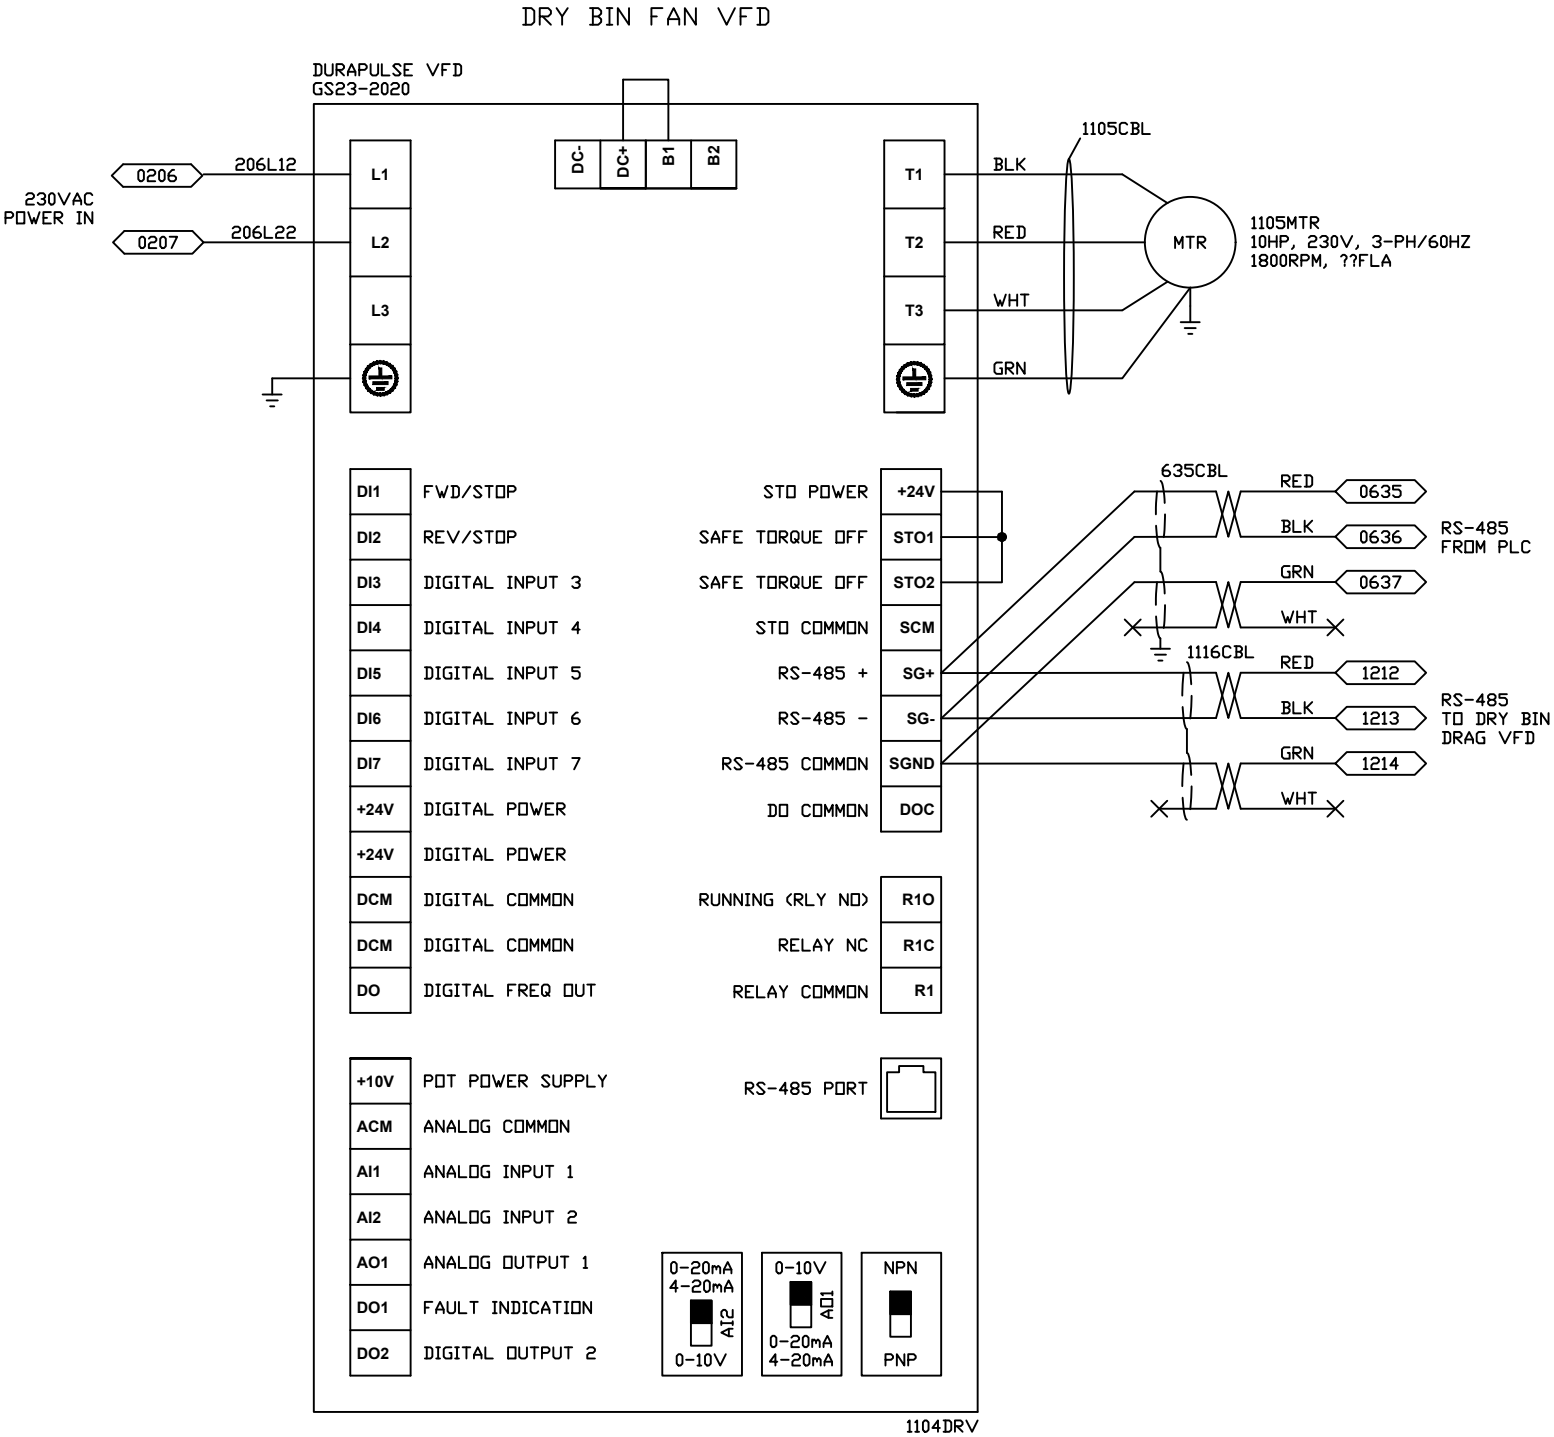 DRY BIN FAN VFD
DURAPULSE VFD
GS23-2020
DC-
DC+
B1
B2
1105CBL
0206
206L12
L1
230VAC
POWER IN
0207
206L22
L2
L3
T1
BLK
T2
RED
T3
WHT
GRN
MTR
1105MTR
10HP, 230V, 3-PH/60HZ
1800RPM, ??FLA
DI1 FWD/STOP
DI2 REV/STOP
DI3 DIGITAL INPUT 3
DI4 DIGITAL INPUT 4
DI5 DIGITAL INPUT 5
DI6 DIGITAL INPUT 6
DI7 DIGITAL INPUT 7
+24V DIGITAL POWER
+24V DIGITAL POWER
DCM DIGITAL COMMON
DCM DIGITAL COMMON
DO DIGITAL FREQ OUT
STO POWER +24V
SAFE TORQUE OFF STO1
SAFE TORQUE OFF STO2
STO COMMON SCM
RS-485 + SG+
RS-485 - SG-
RS-485 COMMON SGND
DO COMMON DOC
RUNNING (RLY NO) R1O
RELAY NC R1C
RELAY COMMON R1
635CBL
RED 0635
BLK 0636
GRN 0637
WHT
RS-485
FROM PLC
1116CBL
RED 1212
BLK 1213
GRN 1214
WHT
RS-485
TO DRY BIN
DRAG VFD
+10V POT POWER SUPPLY
ACM ANALOG COMMON
AI1 ANALOG INPUT 1
AI2 ANALOG INPUT 2
AO1 ANALOG OUTPUT 1
DO1 FAULT INDICATION
DO2 DIGITAL OUTPUT 2
RS-485 PORT
0-20mA
4-20mA
AI2
0-10V
0-10V
AO1
0-20mA
4-20mA
NPN
PNP
1104DRV